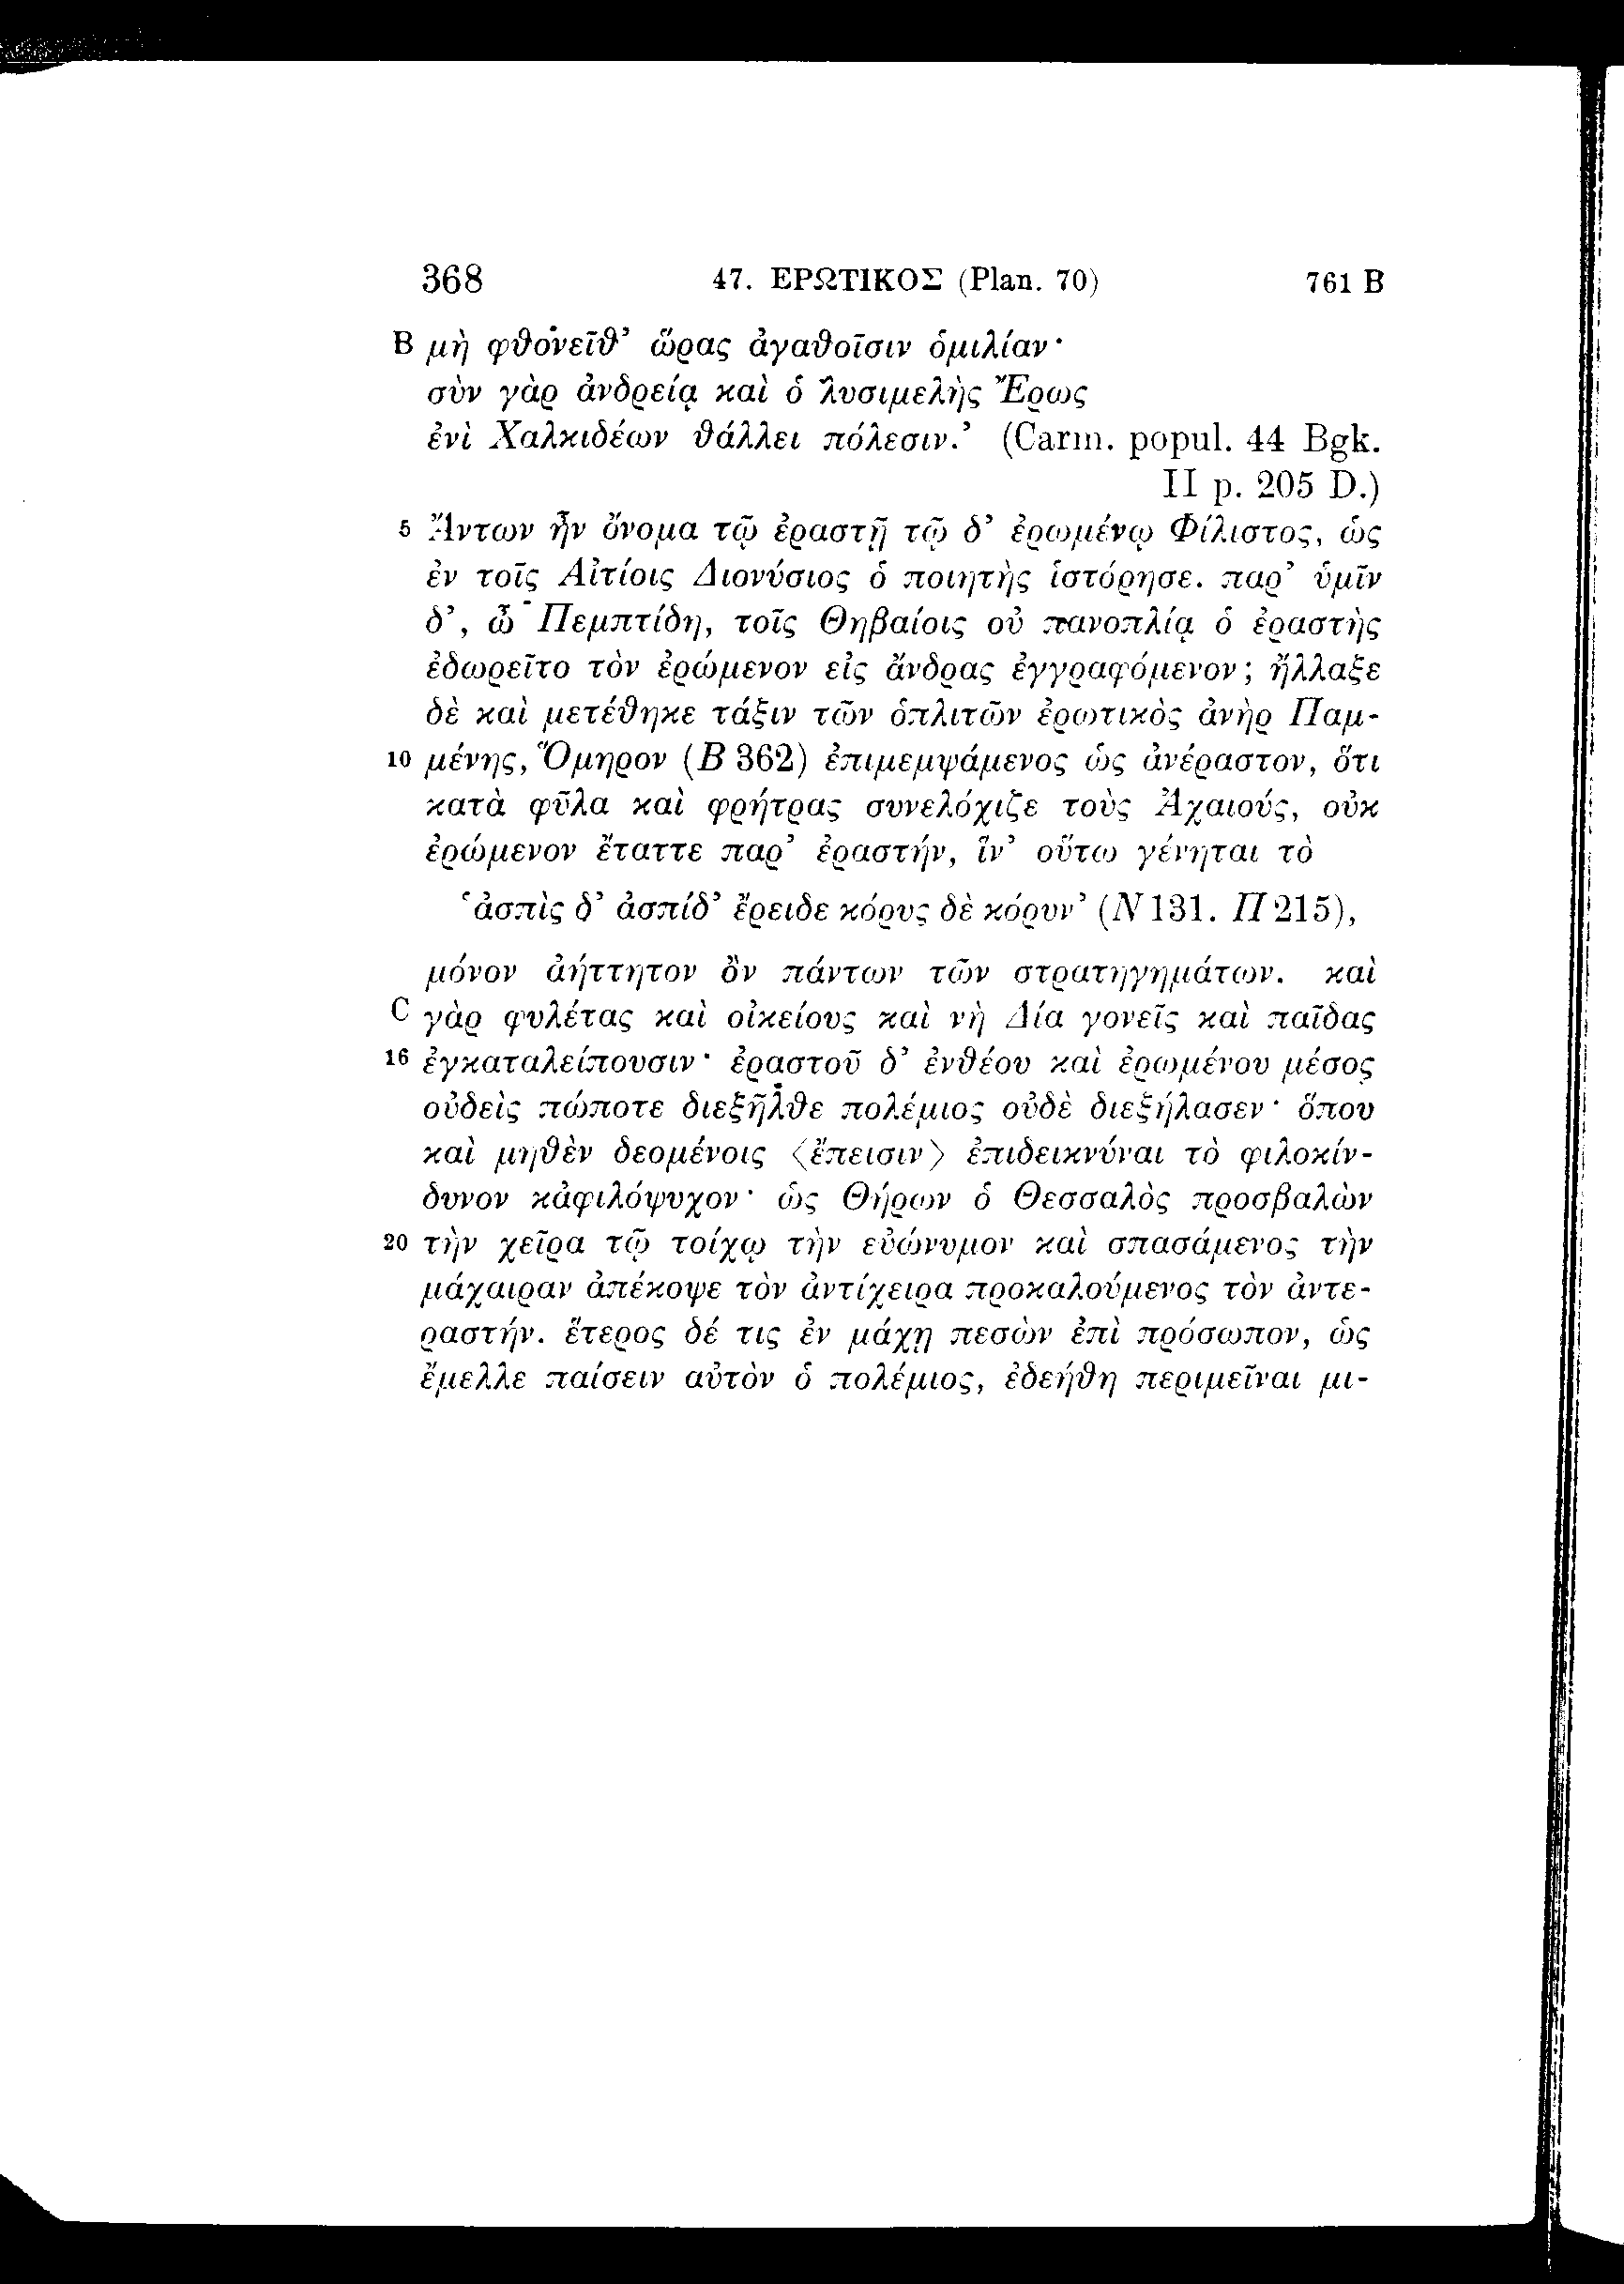 368 47. ΕΡΩΤΙΚΟΣ (Plan. 70) 761 B
B μὴ φθονεῖθ’ ὥρας ἀγαθοῖσιν ὁμιλίαν·
σὺν γὰρ ἀνδρείᾳ καὶ ὁ λυσιμελὴς Ἔρως
ἐνὶ Χαλκιδέων θάλλει πόλεσιν.’ (Carm. popul. 44 Bgk.
II p. 205 D.)
5 Ἄντων ἦν ὄνομα τῷ ἐραστῇ τῷ δ’ ἐρωμένῳ Φίλιστος, ὡς
ἐν τοῖς Αἰτίοις Διονύσιος ὁ ποιητὴς ἱστόρησε. παρ’ ὑμῖν
δ’, ὦ Πεμπτίδη, τοῖς Θηβαίοις οὐ πανοπλίᾳ ὁ ἐραστὴς
ἐδωρεῖτο τὸν ἐρώμενον εἰς ἄνδρας ἐγγραφόμενον; ἤλλαξε
δὲ καὶ μετέθηκε τάξιν τῶν ὁπλιτῶν ἐρωτικὸς ἀνὴρ Παμ-
10 μένης, Ὅμηρον (B 362) ἐπιμεμψάμενος ὡς ἀνέραστον, ὅτι
κατὰ φῦλα καὶ φρήτρας συνελόχιζε τοὺς Ἀχαιούς, οὐκ
ἐρώμενον ἔταττε παρ’ ἐραστήν, ἵν’ οὕτω γένηται τὸ
‘ἀσπὶς δ’ ἀσπίδ’ ἔρειδε κόρυς δὲ κόρυν’ (N 131. Π 215),
μόνον ἀήττητον ὂν πάντων τῶν στρατηγημάτων. καὶ
C γὰρ φυλέτας καὶ οἰκείους καὶ νὴ Δία γονεῖς καὶ παῖδας
16 ἐγκαταλείπουσιν· ἐραστοῦ δ’ ἐνθέου καὶ ἐρωμένου μέσος
οὐδεὶς πώποτε διεξῆλθε πολέμιος οὐδὲ διεξήλασεν· ὅπου
καὶ μηθὲν δεομένοις ⟨ἔπεισιν⟩ ἐπιδεικνύναι τὸ φιλοκίν-
δυνον κἀφιλόψυχον· ὡς Θήρων ὁ Θεσσαλὸς προσβαλὼν
20 τὴν χεῖρα τῷ τοίχῳ τὴν εὐώνυμον καὶ σπασάμενος τὴν
μάχαιραν ἀπέκοψε τὸν ἀντίχειρα προκαλούμενος τὸν ἀντε-
ραστήν. ἕτερος δέ τις ἐν μάχῃ πεσὼν ἐπὶ πρόσωπον, ὡς
ἔμελλε παίσειν αὐτὸν ὁ πολέμιος, ἐδεήθη περιμεῖναι μι-